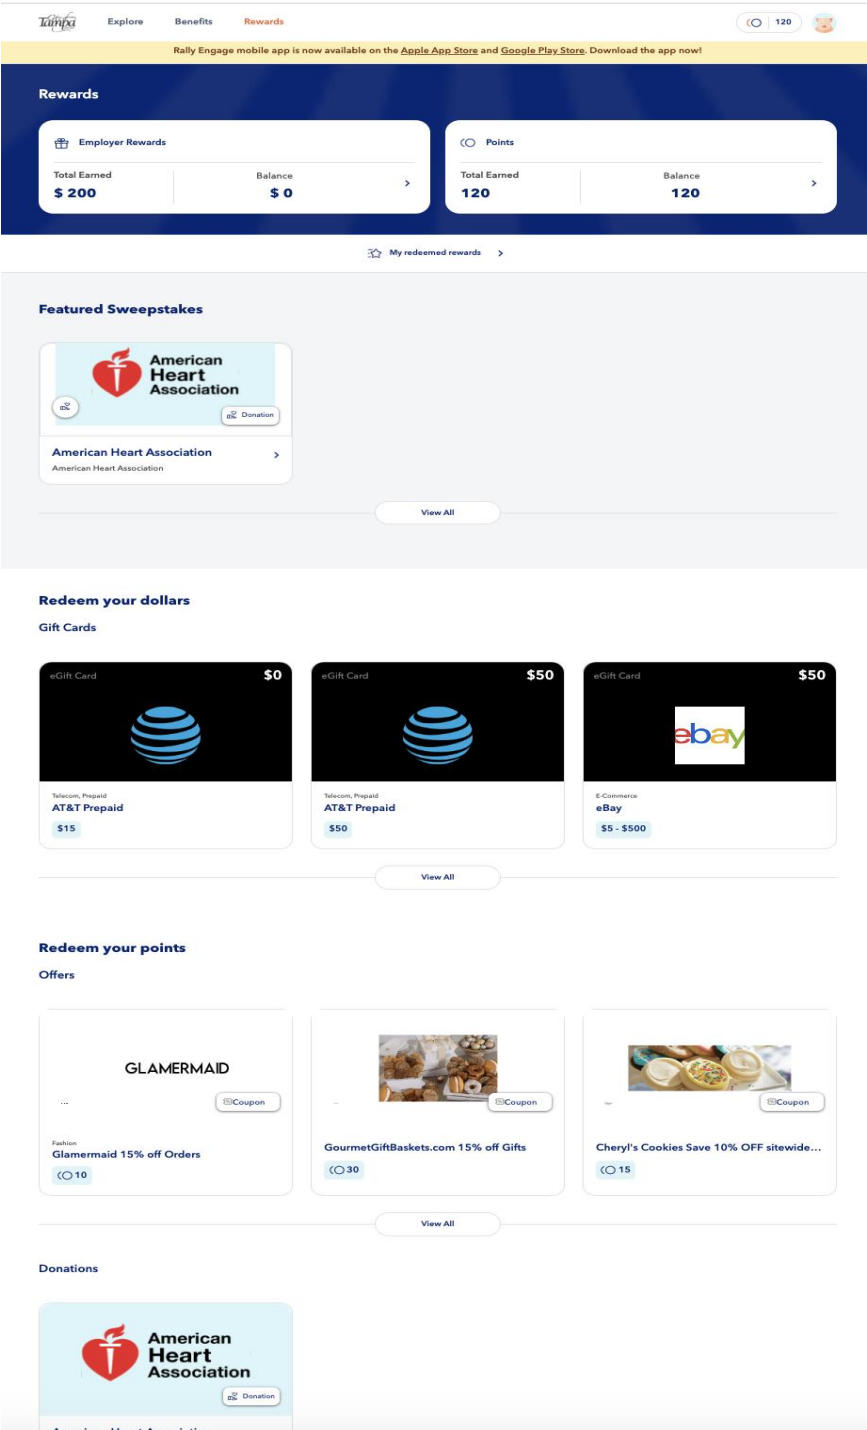 Tampa
Explore
Benefits
Rewards
120
Rally Engage mobile app is now available on the Apple App Store and Google Play Store. Download the app now!
Rewards
Employer Rewards
Total Earned
$ 200
Balance
$ 0
Points
Total Earned
120
Balance
120
My redeemed rewards
Featured Sweepstakes
American
Heart
Association
Donation
American Heart Association
American Heart Association
View All
Redeem your dollars
Gift Cards
eGift Card
$0
Telecom, Prepaid
AT&T Prepaid
$15
eGift Card
$50
Telecom, Prepaid
AT&T Prepaid
$50
eGift Card
$50
ebay
E-Commerce
eBay
$5 - $500
View All
Redeem your points
Offers
GLAMERMAID
...
Coupon
Fashion
Glamermaid 15% off Orders
10
Coupon
GourmetGiftBaskets.com 15% off Gifts
30
Coupon
Cheryl's Cookies Save 10% OFF sitewide...
15
View All
Donations
American
Heart
Association
Donation